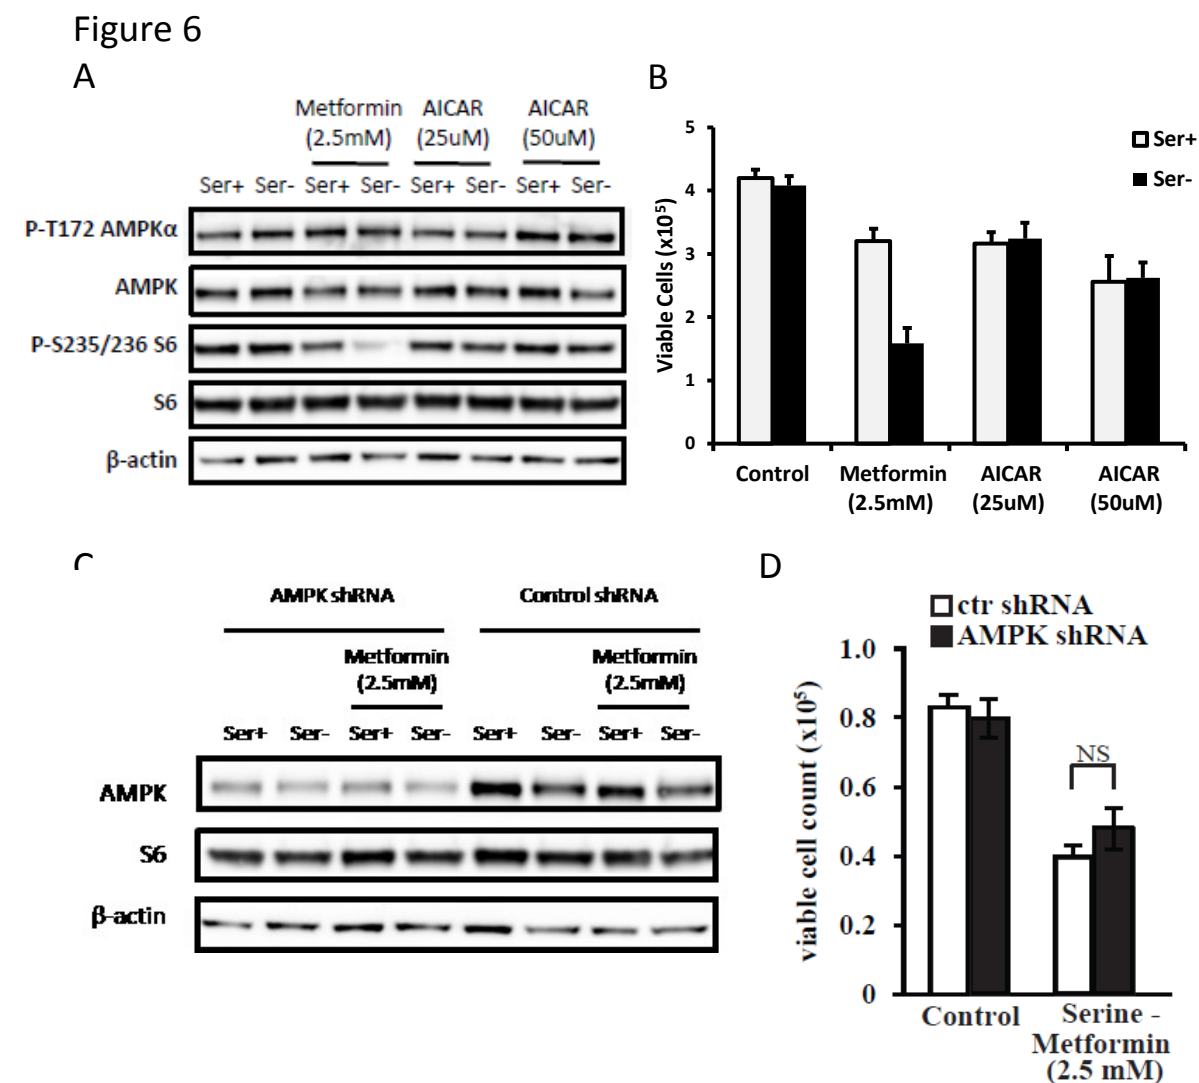 Figure 6
A
Metformin AICAR AICAR
(2.5mM) (25uM) (50uM)
Ser+ Ser- Ser+ Ser- Ser+ Ser- Ser+ Ser-
P-T172 AMPKα
AMPK
P-S235/236 S6
S6
β-actin
B
5
4
3
2
1
0
Viable Cells (x10⁵)
Ser+
Ser-
Control Metformin AICAR AICAR
(2.5mM) (25uM) (50uM)
C
AMPK shRNA Control shRNA
Metformin Metformin
(2.5mM) (2.5mM)
Ser+ Ser- Ser+ Ser- Ser+ Ser- Ser+ Ser-
AMPK
S6
β-actin
D
ctr shRNA
AMPK shRNA
1.0
0.8
0.6
0.4
0.2
0
viable cell count (x10⁵)
NS
Control Serine -
Metformin
(2.5 mM)